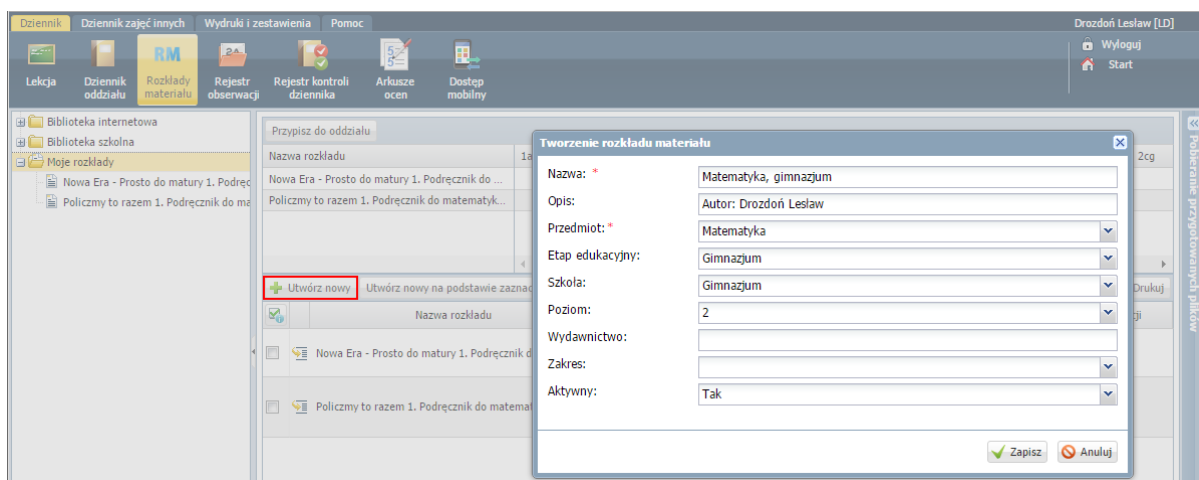 Dziennik Dziennik zajęć innych Wydruki i zestawienia Pomoc Drozdoń Lesław [LD]
Wyloguj
Start
RM
Lekcja Dziennik oddziału Rozkłady materiału Rejestr obserwacji Rejestr kontroli dziennika Arkusze ocen Dostęp mobilny
Biblioteka internetowa
Biblioteka szkolna
Moje rozkłady
Nowa Era - Prosto do matury 1. Podręc
Policzmy to razem 1. Podręcznik do ma
Przypisz do oddziału
Nazwa rozkładu 1a 2cg
Nowa Era - Prosto do matury 1. Podręcznik do ...
Policzmy to razem 1. Podręcznik do matematyk...
Utwórz nowy Utwórz nowy na podstawie zaznac Drukuj
Nazwa rozkładu ji
Nowa Era - Prosto do matury 1. Podręcznik d
Policzmy to razem 1. Podręcznik do matemat
Tworzenie rozkładu materiału
Nazwa: * Matematyka, gimnazjum
Opis: Autor: Drozdoń Lesław
Przedmiot: * Matematyka
Etap edukacyjny: Gimnazjum
Szkoła: Gimnazjum
Poziom: 2
Wydawnictwo:
Zakres:
Aktywny: Tak
Zapisz Anuluj
Pobieranie przygotowanych plików